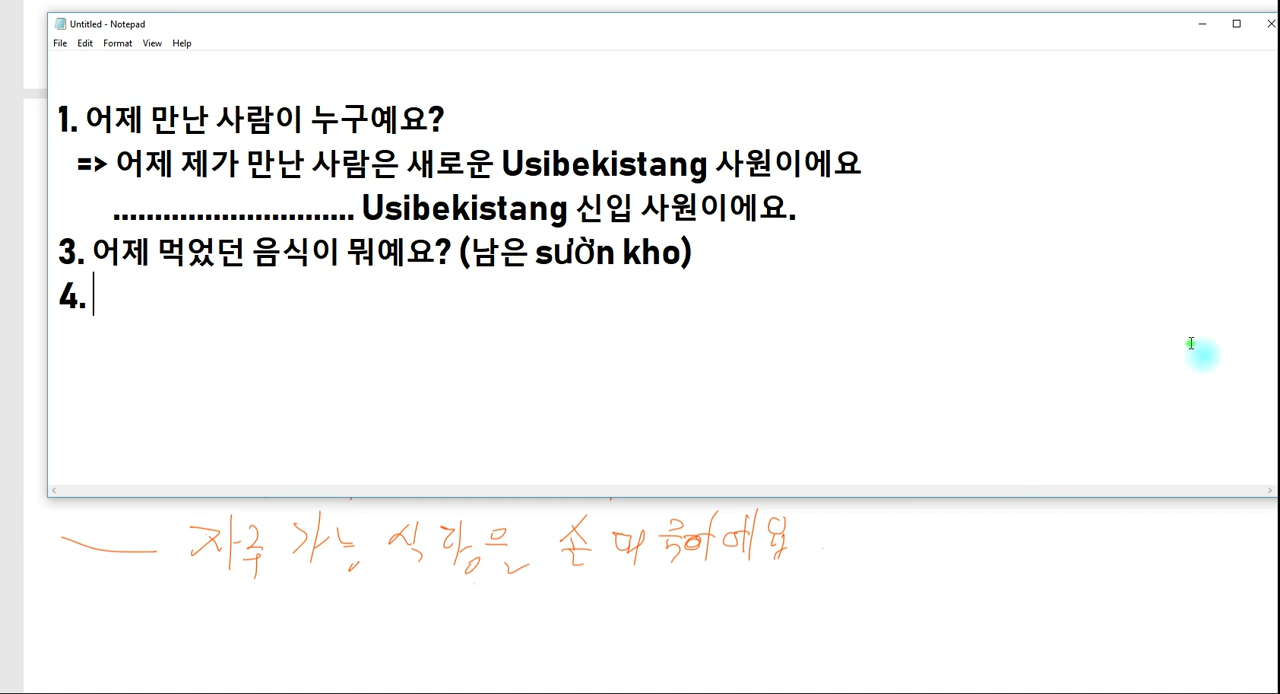 Untitled - Notepad
File Edit Format View Help
1. 어제 만난 사람이 누구예요?
=> 어제 제가 만난 사람은 새로운 Usibekistang 사원이에요
............................. Usibekistang 신입 사원이에요.
3. 어제 먹었던 음식이 뭐예요? (남은 sườn kho)
4.
자주 가는 식당은